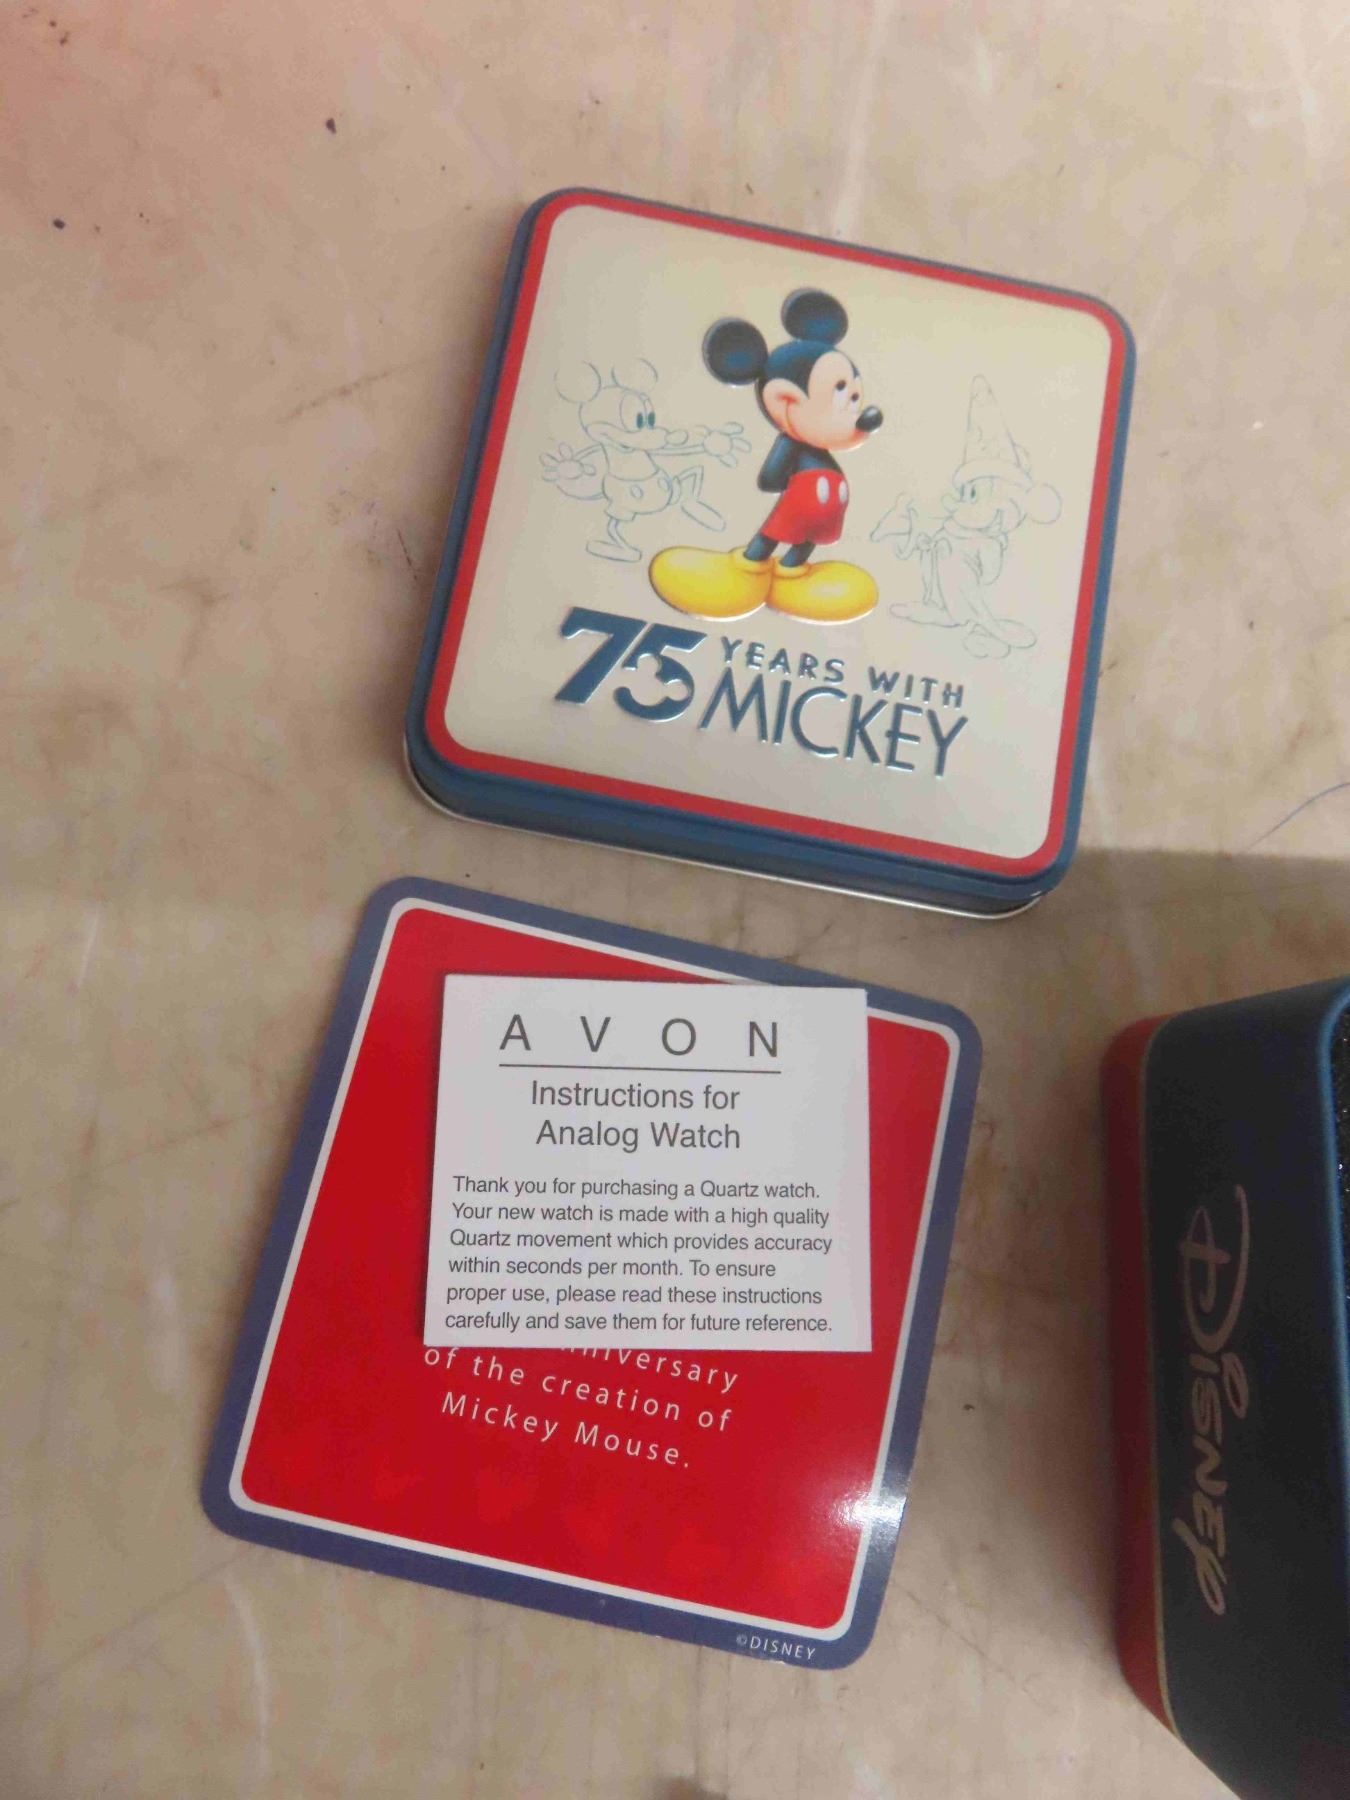 75 YEARS WITH
MICKEY
AVON
Instructions for
Analog Watch
Thank you for purchasing a Quartz watch.
Your new watch is made with a high quality
Quartz movement which provides accuracy
within seconds per month. To ensure
proper use, please read these instructions
carefully and save them for future reference.
of the creation of
Mickey Mouse.
©DISNEY
DISNEY